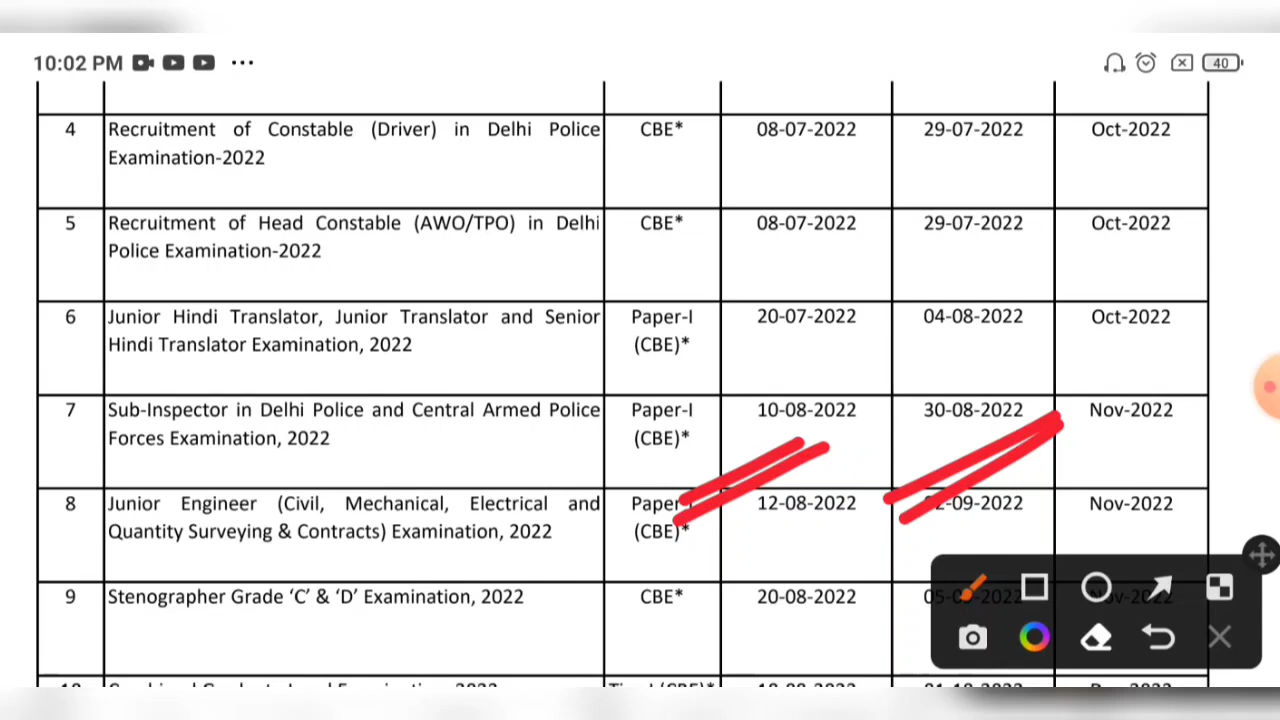 10:02 PM
40
4 Recruitment of Constable (Driver) in Delhi Police CBE* 08-07-2022 29-07-2022 Oct-2022
Examination-2022
5 Recruitment of Head Constable (AWO/TPO) in Delhi CBE* 08-07-2022 29-07-2022 Oct-2022
Police Examination-2022
6 Junior Hindi Translator, Junior Translator and Senior Paper-I 20-07-2022 04-08-2022 Oct-2022
Hindi Translator Examination, 2022 (CBE)*
7 Sub-Inspector in Delhi Police and Central Armed Police Paper-I 10-08-2022 30-08-2022 Nov-2022
Forces Examination, 2022 (CBE)*
8 Junior Engineer (Civil, Mechanical, Electrical and Paper-I 12-08-2022 -09-2022 Nov-2022
Quantity Surveying & Contracts) Examination, 2022 (CBE)*
9 Stenographer Grade ‘C’ & ‘D’ Examination, 2022 CBE* 20-08-2022